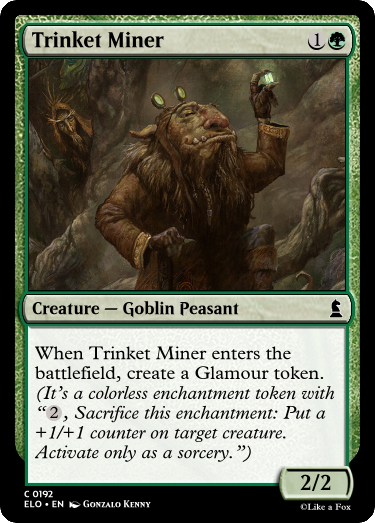 Trinket Miner 1
Creature — Goblin Peasant
When Trinket Miner enters the
battlefield, create a Glamour token.
(It's a colorless enchantment token with
“2, Sacrifice this enchantment: Put a
+1/+1 counter on target creature.
Activate only as a sorcery.”)
2/2
C 0192
ELO • EN Gonzalo Kenny
©Like a Fox